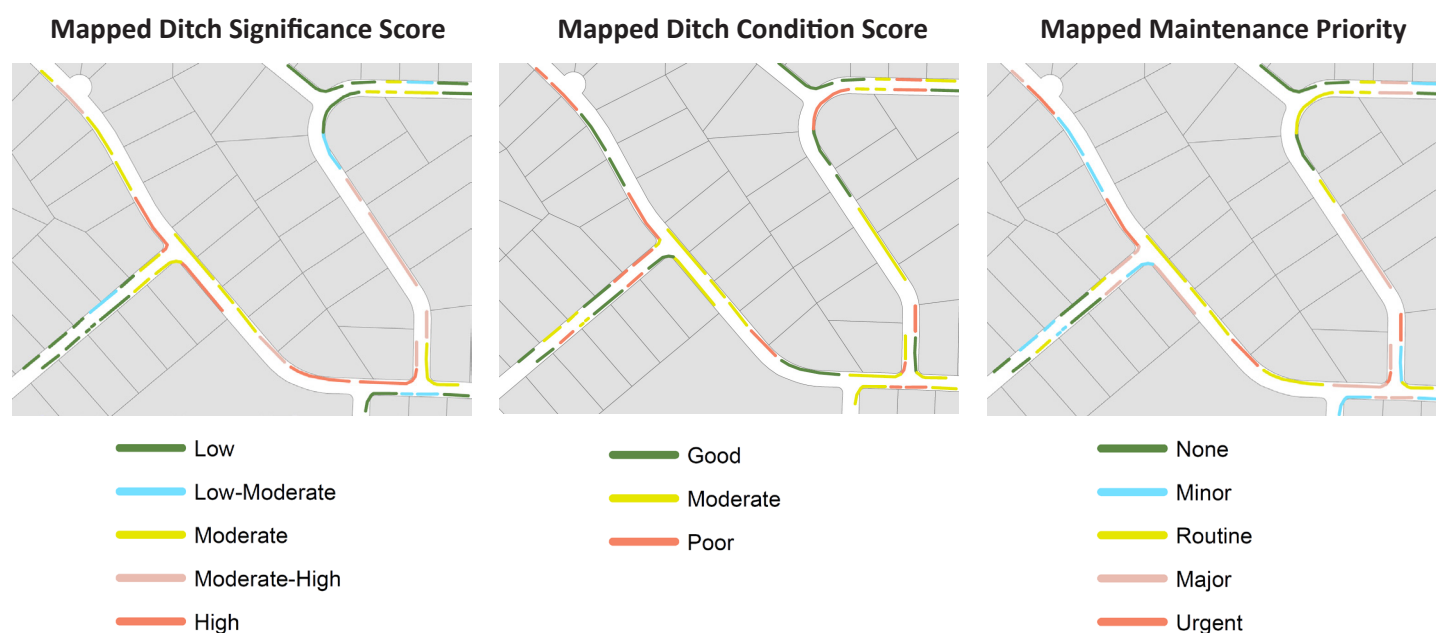 Mapped Ditch Significance Score
Mapped Ditch Condition Score
Mapped Maintenance Priority
Low
Low-Moderate
Moderate
Moderate-High
High
Good
Moderate
Poor
None
Minor
Routine
Major
Urgent